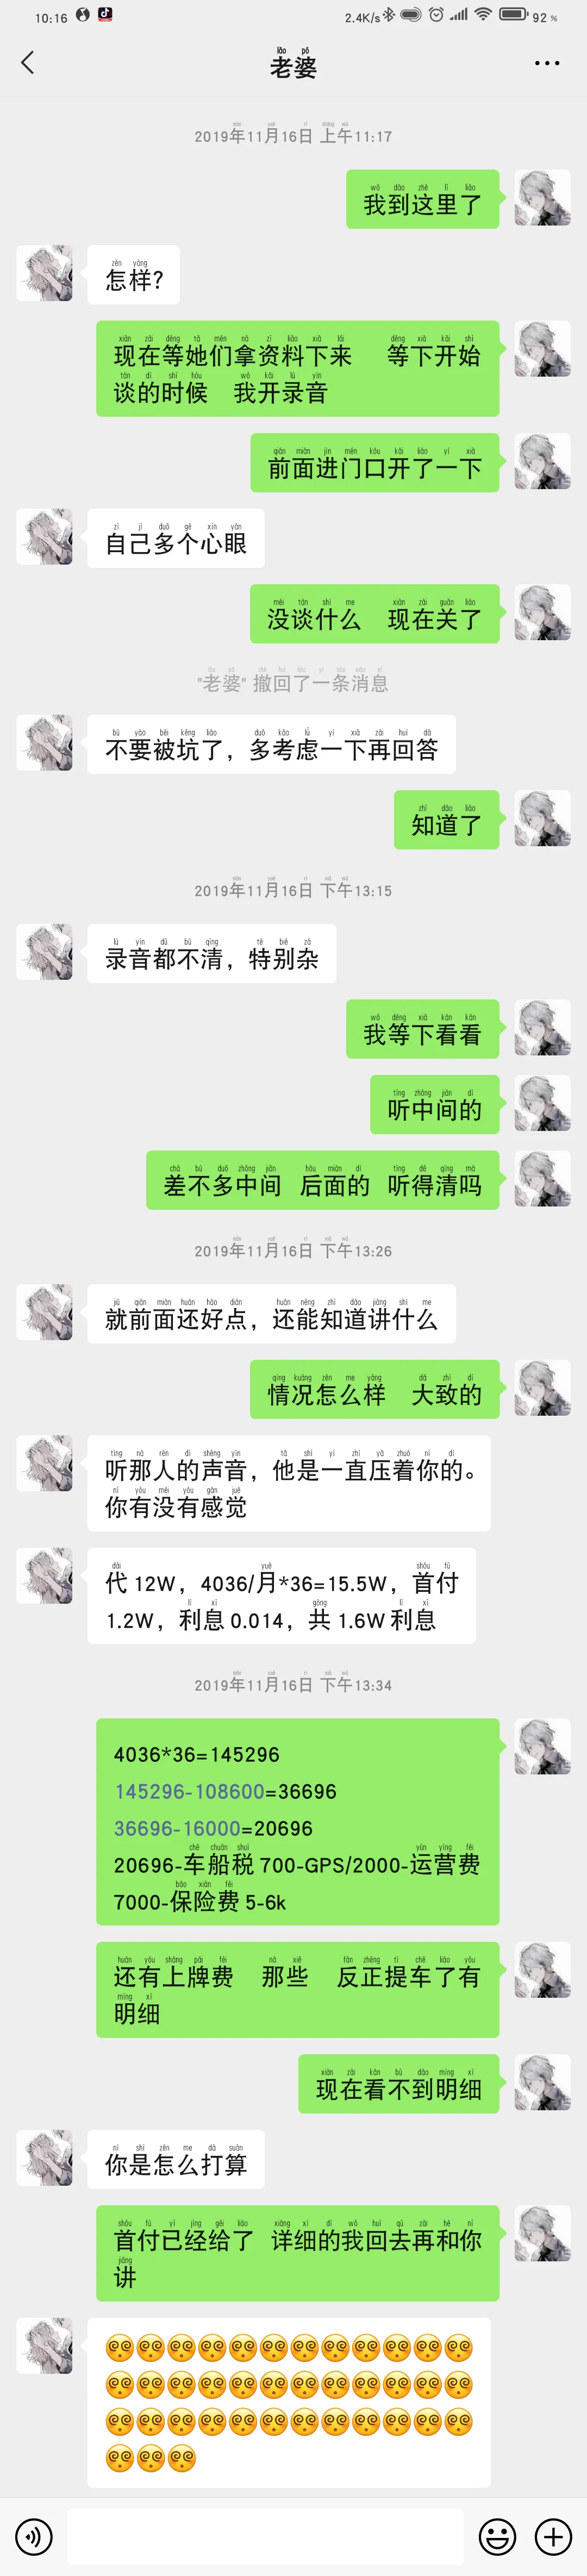 10:16
2.4K/s
92 %
老婆
2019年11月16日 上午11:17
我到这里了
怎样?
现在等她们拿资料下来 等下开始
谈的时候 我开录音
前面进门口开了一下
自己多个心眼
没谈什么 现在关了
"老婆" 撤回了一条消息
不要被坑了，多考虑一下再回答
知道了
2019年11月16日 下午13:15
录音都不清，特别杂
我等下看看
听中间的
差不多中间 后面的 听得清吗
2019年11月16日 下午13:26
就前面还好点，还能知道讲什么
情况怎么样 大致的
听那人的声音，他是一直压着你的。
你有没有感觉
代 12W，4036/月*36=15.5W，首付
1.2W，利息 0.014，共 1.6W 利息
2019年11月16日 下午13:34
4036*36=145296
145296-108600=36696
36696-16000=20696
20696-车船税 700-GPS/2000-运营费
7000-保险费 5-6k
还有上牌费 那些 反正提车了有
明细
现在看不到明细
你是怎么打算
首付已经给了 详细的我回去再和你
讲